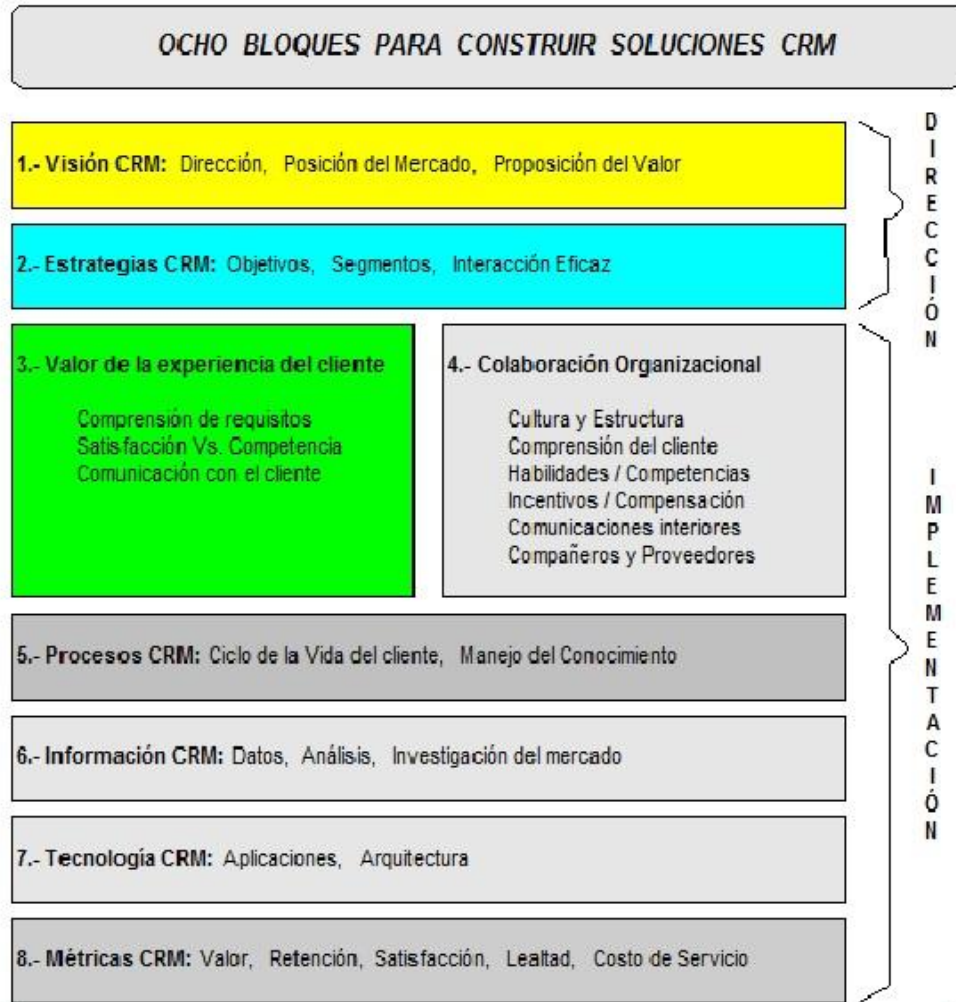 OCHO BLOQUES PARA CONSTRUIR SOLUCIONES CRM
1.- Visión CRM: Dirección, Posición del Mercado, Proposición del Valor
2.- Estrategias CRM: Objetivos, Segmentos, Interacción Eficaz
DIRECCIÓN
3.- Valor de la experiencia del cliente
Comprensión de requisitos
Satisfacción Vs. Competencia
Comunicación con el cliente
4.- Colaboración Organizacional
Cultura y Estructura
Comprensión del cliente
Habilidades / Competencias
Incentivos / Compensación
Comunicaciones interiores
Compañeros y Proveedores
5.- Procesos CRM: Ciclo de la Vida del cliente, Manejo del Conocimiento
6.- Información CRM: Datos, Análisis, Investigación del mercado
7.- Tecnología CRM: Aplicaciones, Arquitectura
8.- Métricas CRM: Valor, Retención, Satisfacción, Lealtad, Costo de Servicio
IMPLEMENTACIÓN